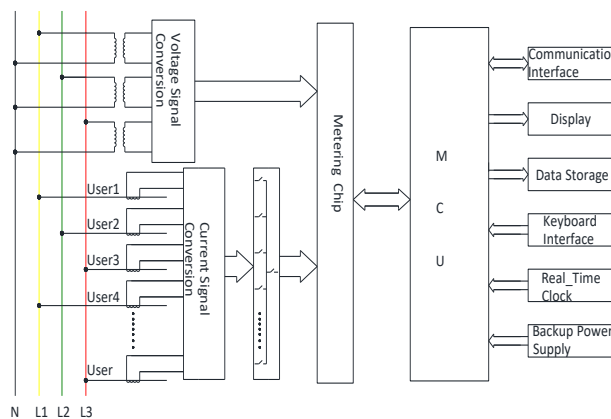 Voltage Signal
Conversion
User1
User2
User3
User4
User
Current Signal
Conversion
Metering Chip
M
C
U
Communication
Interface
Display
Data Storage
Keyboard
Interface
Real_Time
Clock
Backup Power
Supply
N L1 L2 L3